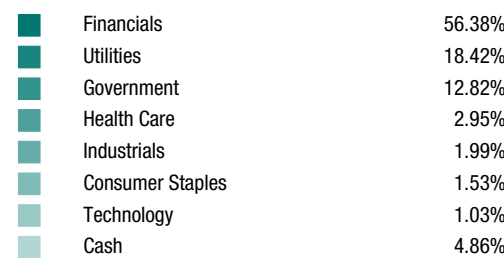 Financials 56.38%
Utilities 18.42%
Government 12.82%
Health Care 2.95%
Industrials 1.99%
Consumer Staples 1.53%
Technology 1.03%
Cash 4.86%